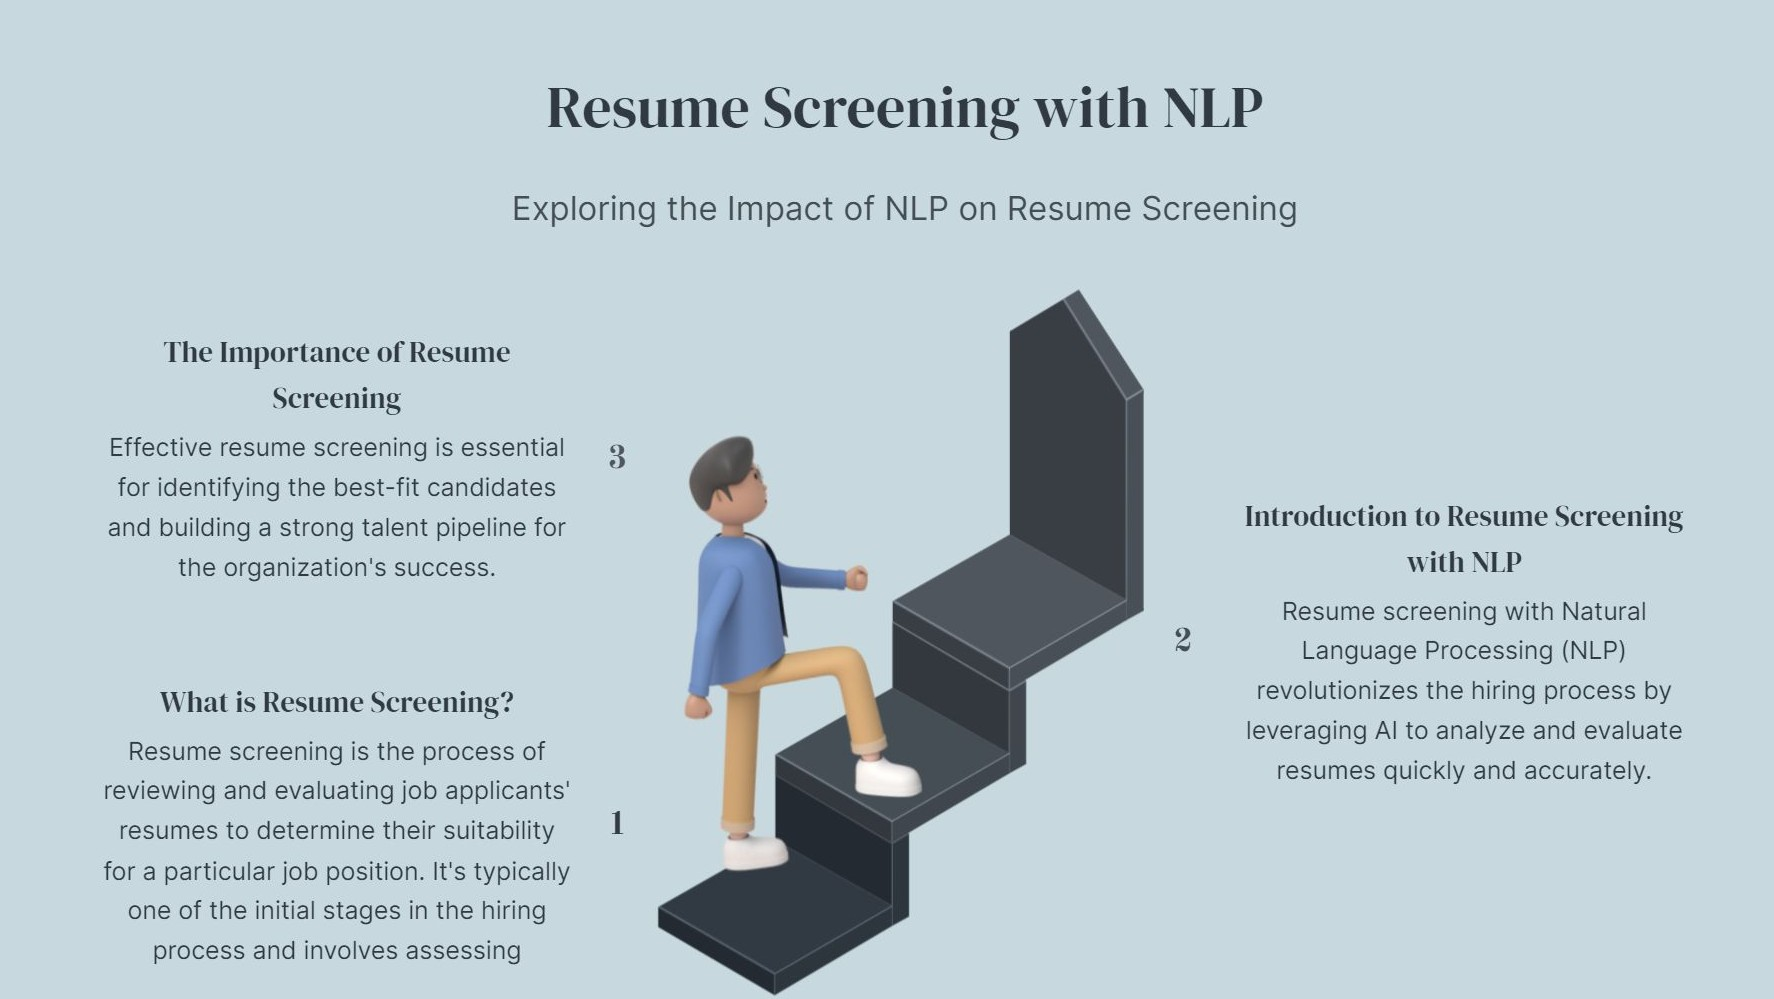 Resume Screening with NLP
Exploring the Impact of NLP on Resume Screening
The Importance of Resume
Screening
Effective resume screening is essential
for identifying the best-fit candidates
and building a strong talent pipeline for
the organization's success.
3
Introduction to Resume Screening
with NLP
Resume screening with Natural
Language Processing (NLP)
revolutionizes the hiring process by
leveraging AI to analyze and evaluate
resumes quickly and accurately.
2
What is Resume Screening?
Resume screening is the process of
reviewing and evaluating job applicants'
resumes to determine their suitability
for a particular job position. It's typically
one of the initial stages in the hiring
process and involves assessing
1